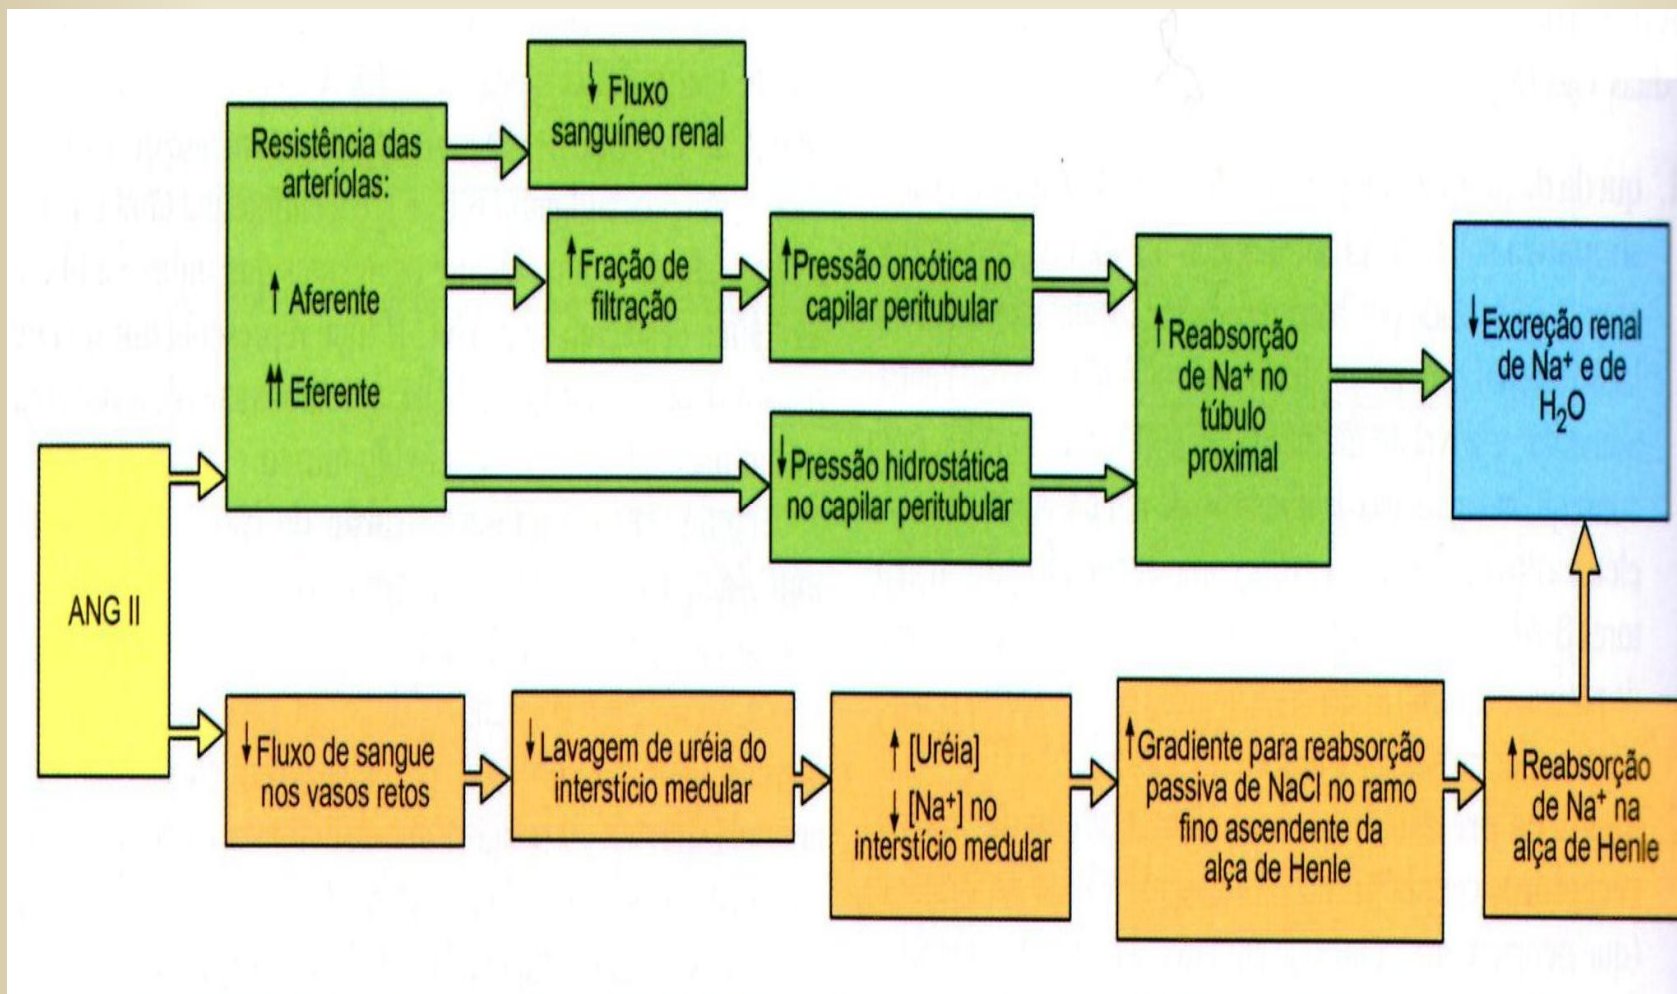 ↓ Fluxo
sanguíneo renal
Resistência das
arteríolas:
↑ Aferente
↑↑ Eferente
↑ Fração de
filtração
↑ Pressão oncótica no
capilar peritubular
↓ Pressão hidrostática
no capilar peritubular
↑ Reabsorção
de Na⁺ no
túbulo
proximal
↓ Excreção renal
de Na⁺ e de
H₂O
ANG II
↓ Fluxo de sangue
nos vasos retos
↓ Lavagem de uréia do
interstício medular
↑ [Uréia]
↓ [Na⁺] no
interstício medular
↑ Gradiente para reabsorção
passiva de NaCl no ramo
fino ascendente da
alça de Henle
↑ Reabsorção
de Na⁺ na
alça de Henle